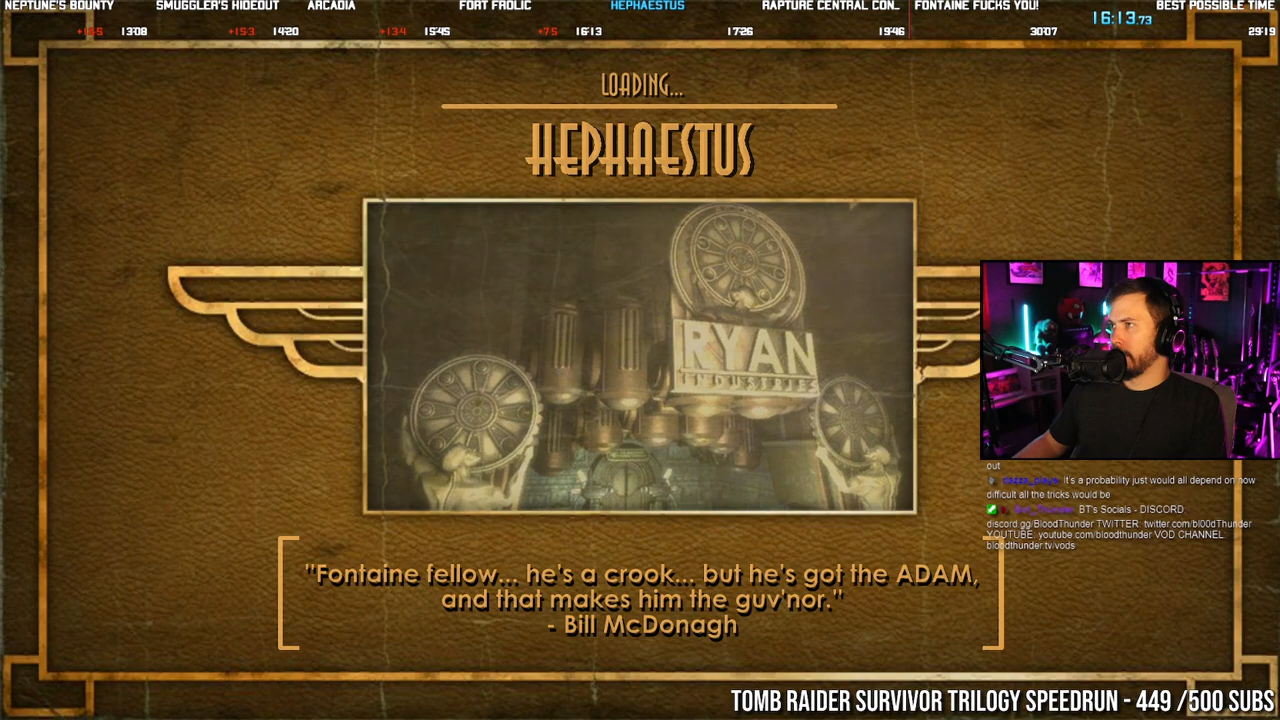 NEPTUNE'S BOUNTY SMUGGLER'S HIDEOUT ARCADIA FORT FROLIC HEPHAESTUS RAPTURE CENTRAL CON... FONTAINE FUCKS YOU! BEST POSSIBLE TIME
13:08 14:20 15:45 +7.5 16:13 17:26 19:46 30:07 16:13.73 29:19
LOADING...
HEPHAESTUS
RYAN
INDUSTRIES
out
It's a probability just would all depend on how
difficult all the tricks would be
BT's Socials - DISCORD:
discord.gg/BloodThunder TWITTER: twitter.com/bl00dThunder
YOUTUBE: youtube.com/bloodthunder VOD CHANNEL:
bloodthunder.tv/vods
"Fontaine fellow... he's a crook... but he's got the ADAM,
and that makes him the guv'nor."
- Bill McDonagh
TOMB RAIDER SURVIVOR TRILOGY SPEEDRUN - 449 /500 SUBS